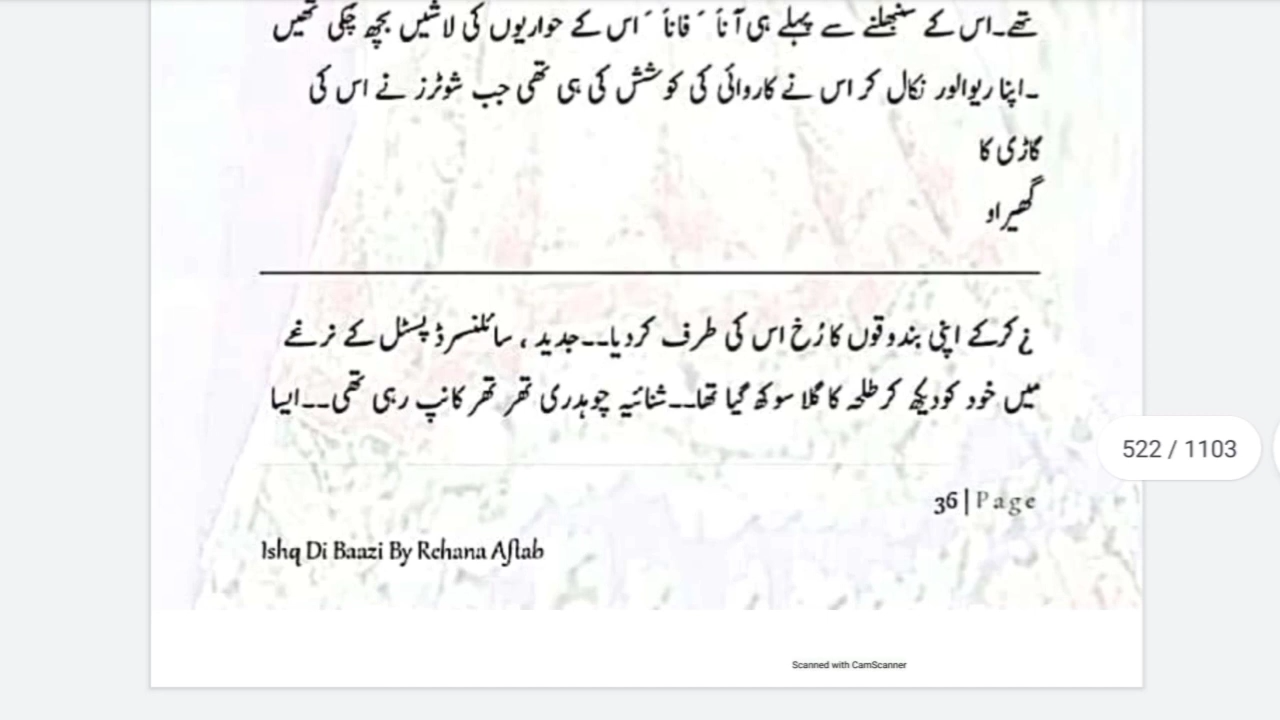 تھے۔اس کے سنبھلنے سے پہلے ہی آناً ً فاناً ً اس کے حواریوں کی لاشیں بچھ چکی تھیں
۔اپنا ریوالور نکال کر اس نے کاروائی کی کوشش کی ہی تھی جب شوٹرز نے اس کی
گاڑی کا
گھیراو
غ کرکے اپنی بندوقوں کا رُخ اس کی طرف کردیا۔۔جدید ، سائلنسرڈ پسٹل کے نرغے
میں خود کو دیکھ کر طلحہ کا گلا سوکھ گیا تھا۔۔شنائیہ چوہدری تھر تھر کانپ رہی تھی۔۔ایسا
522 / 1103
36 | Page
Ishq Di Baazi By Rehana Aftab
Scanned with CamScanner